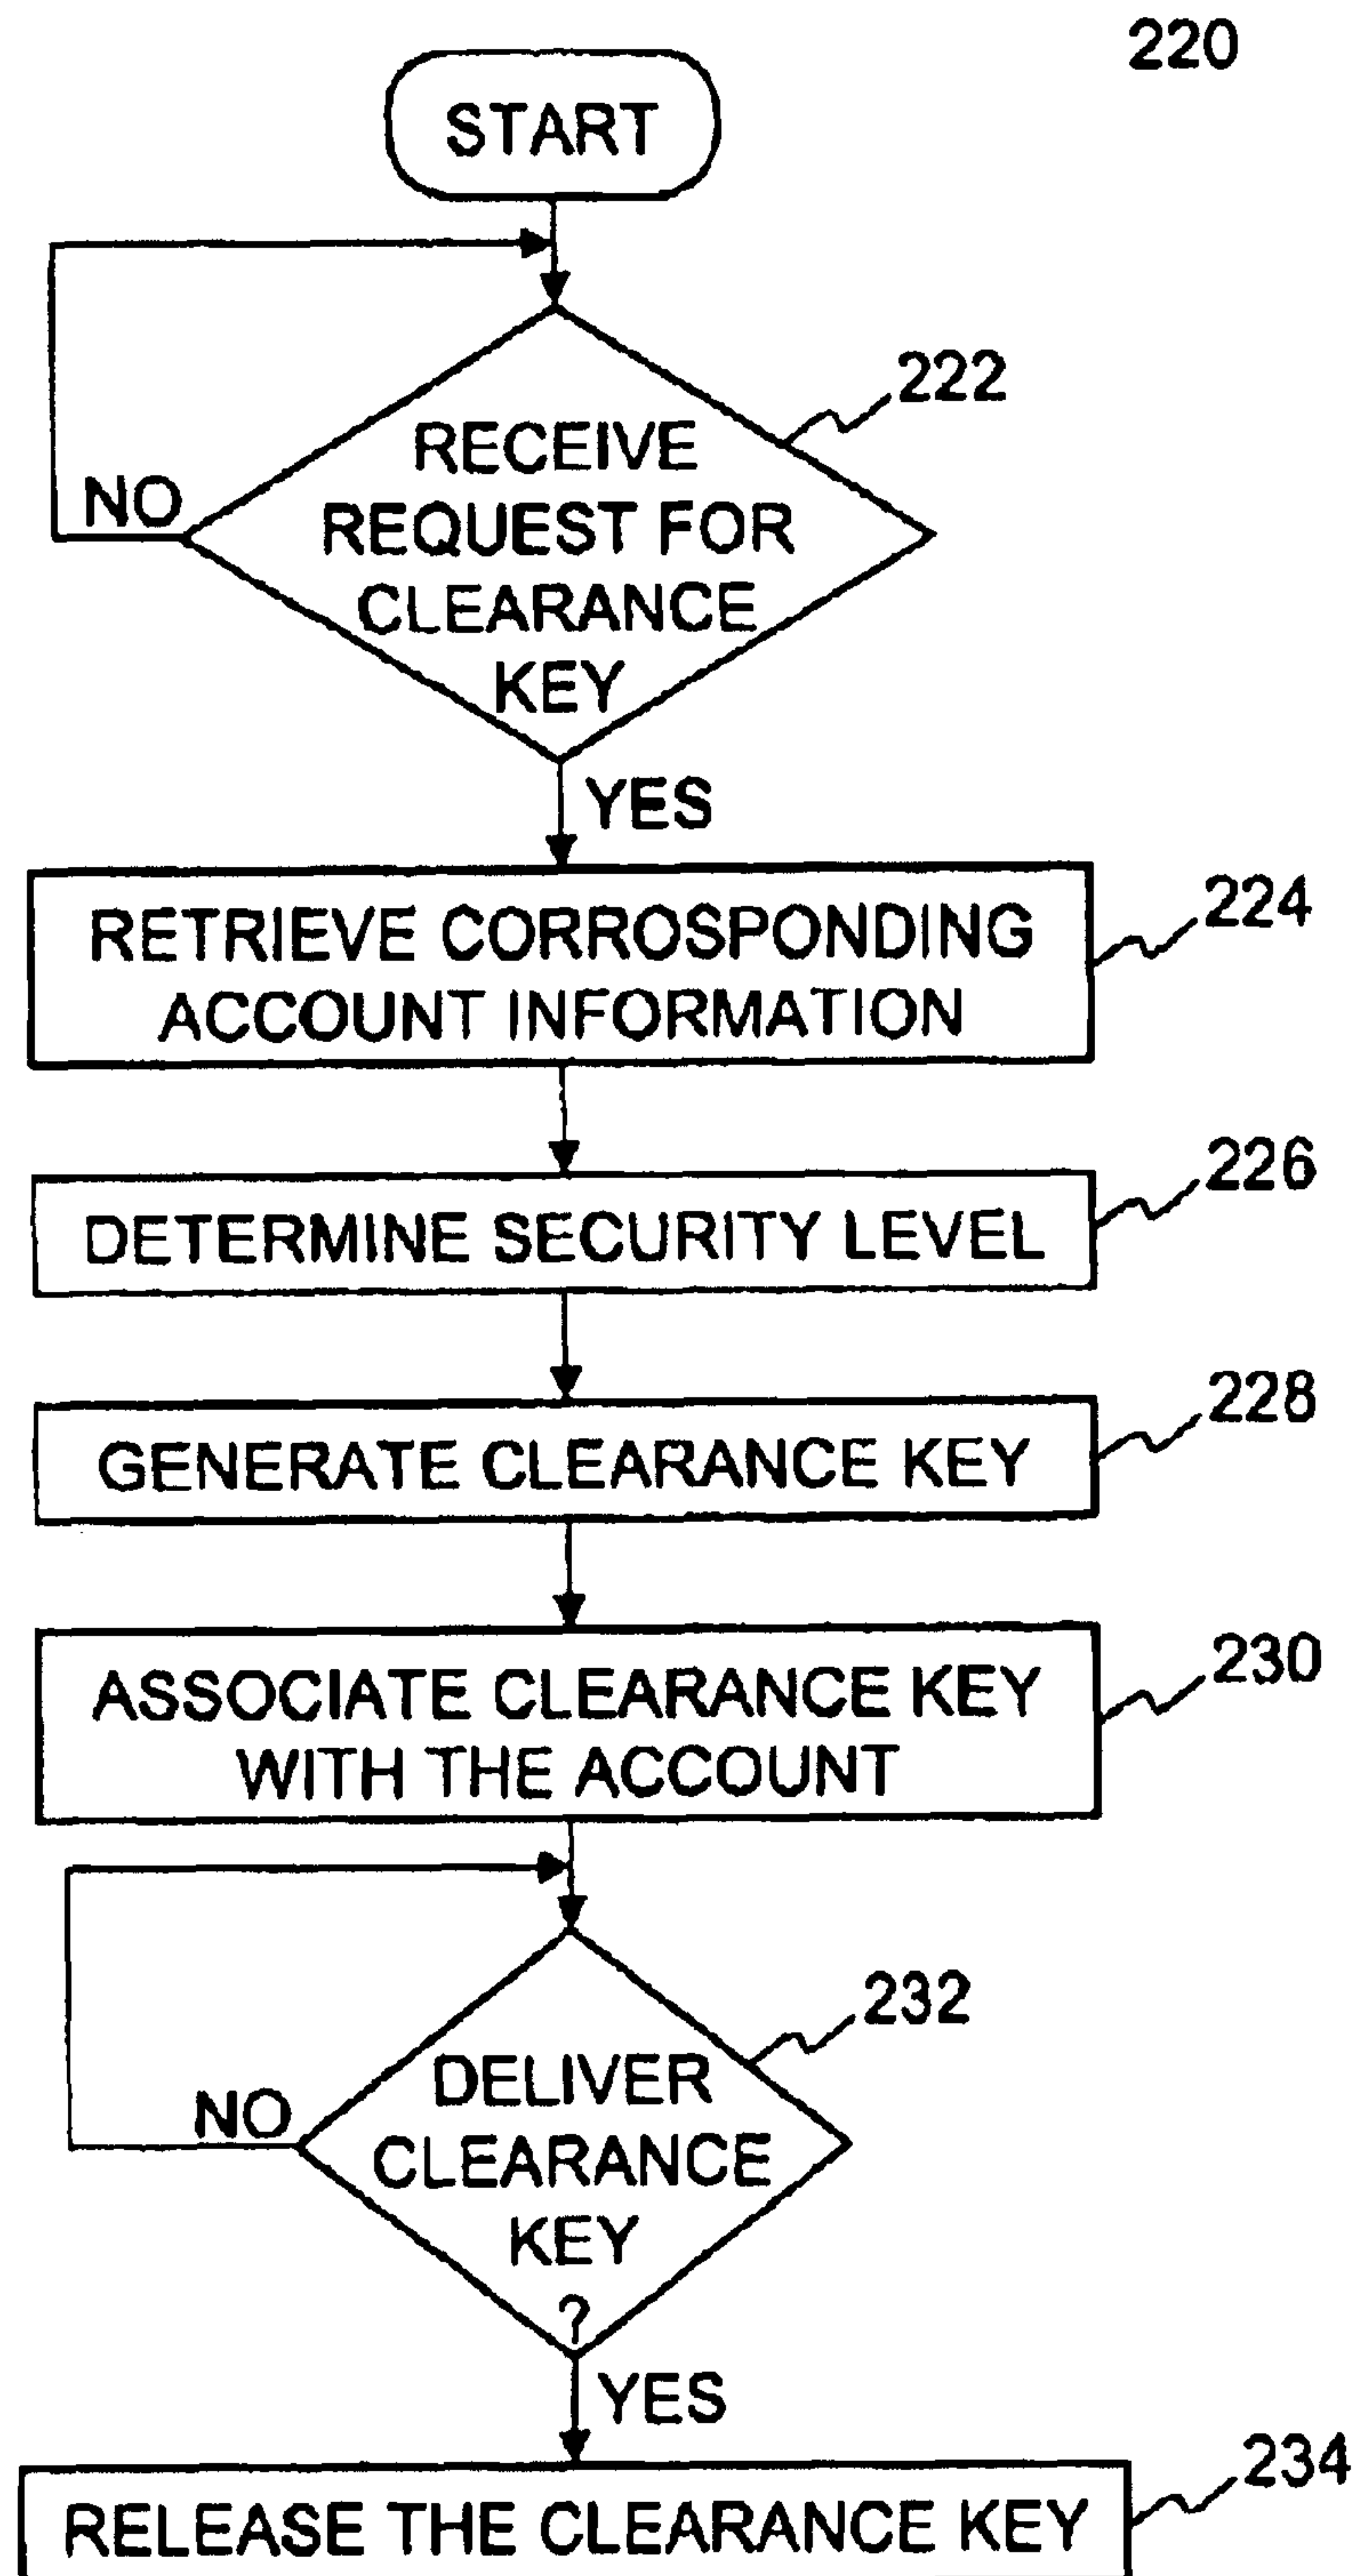 220
START
222
RECEIVE
REQUEST FOR
CLEARANCE
KEY
NO
YES
224
RETRIEVE CORROSPONDING
ACCOUNT INFORMATION
226
DETERMINE SECURITY LEVEL
228
GENERATE CLEARANCE KEY
230
ASSOCIATE CLEARANCE KEY
WITH THE ACCOUNT
232
DELIVER
CLEARANCE
KEY
?
NO
YES
234
RELEASE THE CLEARANCE KEY